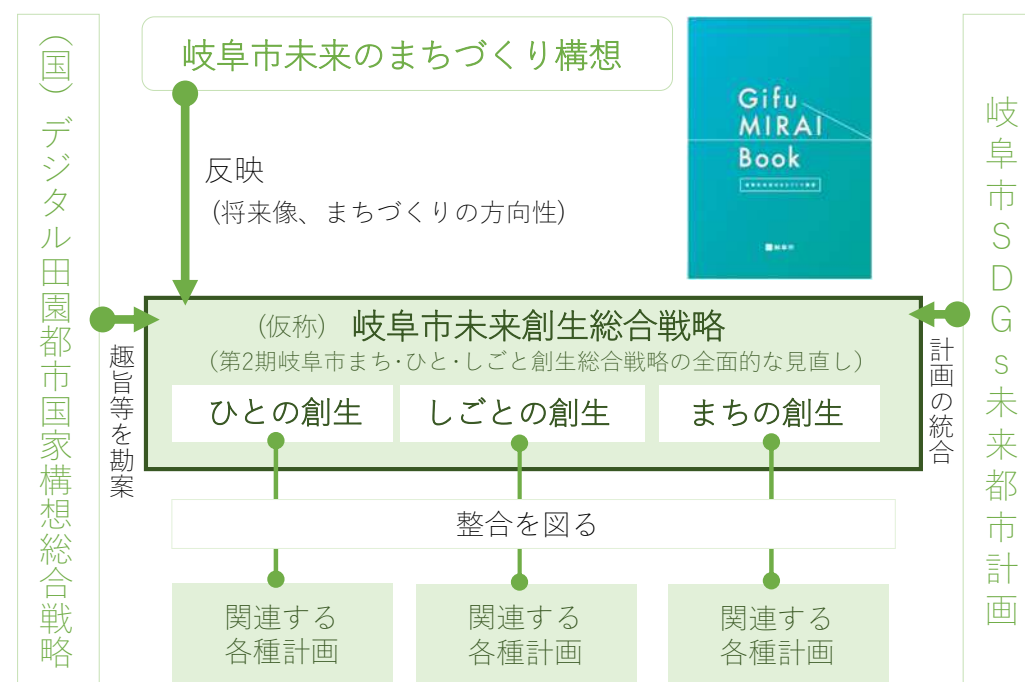 (国)デジタル田園都市国家構想総合戦略
岐阜市未来のまちづくり構想
Gifu
MIRAI
Book
岐阜市
反映
(将来像、まちづくりの方向性)
岐阜市SDGs未来都市計画
趣旨等を勘案
計画の統合
(仮称) 岐阜市未来創生総合戦略
(第2期岐阜市まち・ひと・しごと創生総合戦略の全面的な見直し)
ひとの創生
しごとの創生
まちの創生
整合を図る
関連する
各種計画
関連する
各種計画
関連する
各種計画